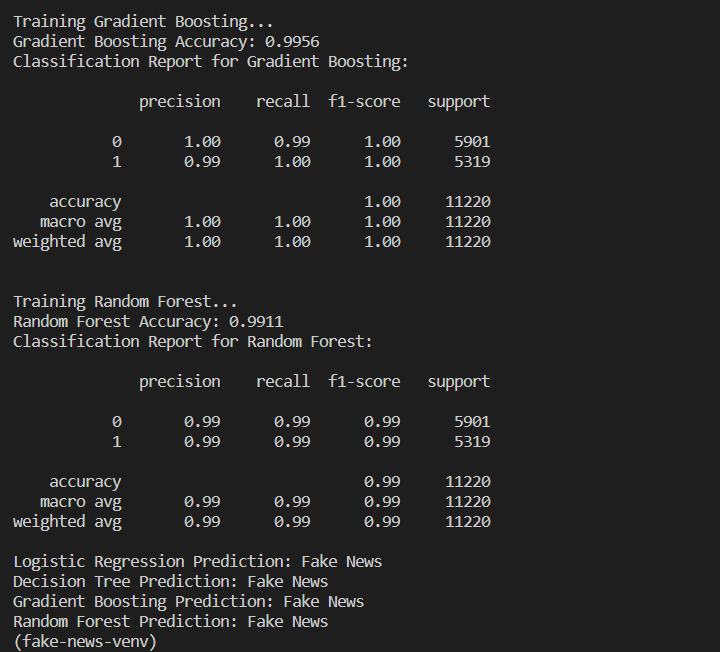 Training Gradient Boosting...
Gradient Boosting Accuracy: 0.9956
Classification Report for Gradient Boosting:
precision recall f1-score support
0 1.00 0.99 1.00 5901
1 0.99 1.00 1.00 5319
accuracy 1.00 11220
macro avg 1.00 1.00 1.00 11220
weighted avg 1.00 1.00 1.00 11220
Training Random Forest...
Random Forest Accuracy: 0.9911
Classification Report for Random Forest:
precision recall f1-score support
0 0.99 0.99 0.99 5901
1 0.99 0.99 0.99 5319
accuracy 0.99 11220
macro avg 0.99 0.99 0.99 11220
weighted avg 0.99 0.99 0.99 11220
Logistic Regression Prediction: Fake News
Decision Tree Prediction: Fake News
Gradient Boosting Prediction: Fake News
Random Forest Prediction: Fake News
(fake-news-venv)